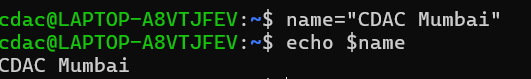 cdac@LAPTOP-A8VTJFEV:~$ name="CDAC Mumbai"
cdac@LAPTOP-A8VTJFEV:~$ echo $name
CDAC Mumbai